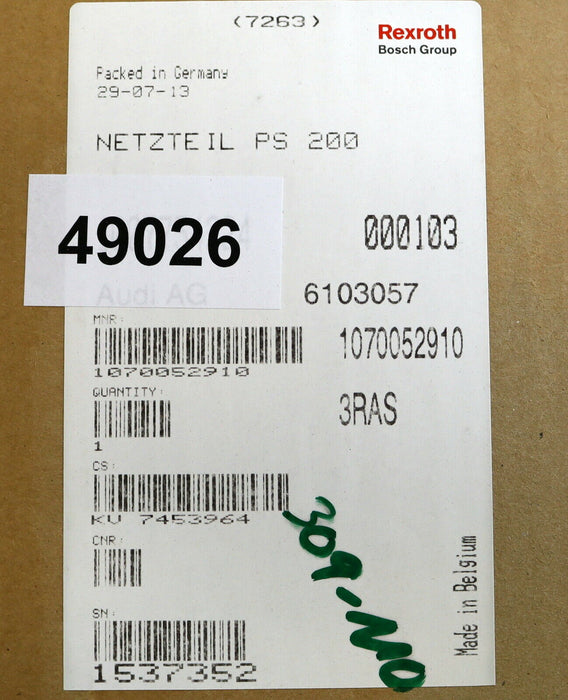 (7263)
Rexroth
Bosch Group
Packed in Germany
29-07-13
NETZTEIL PS 200
49026
000103
Audi AG
6103057
MNR:
1070052910
1070052910
QUANTITY:
3RAS
1
CS:
KV 7453964
CNR:
SN:
1537352
Made in Belgium